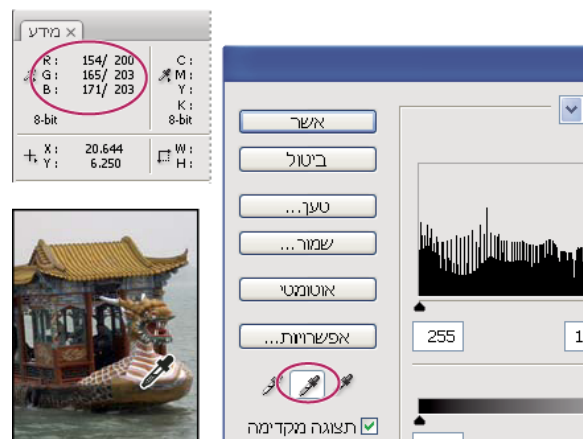 מידע ×
R: 154/ 200
G: 165/ 203
B: 171/ 203
8-bit
C:
M:
Y:
K:
8-bit
X: 20.644
Y: 6.250
W:
H:
אשר
ביטול
טען...
שמור...
אוטומטי
אפשרויות...
תצוגה מקדימה
255
1